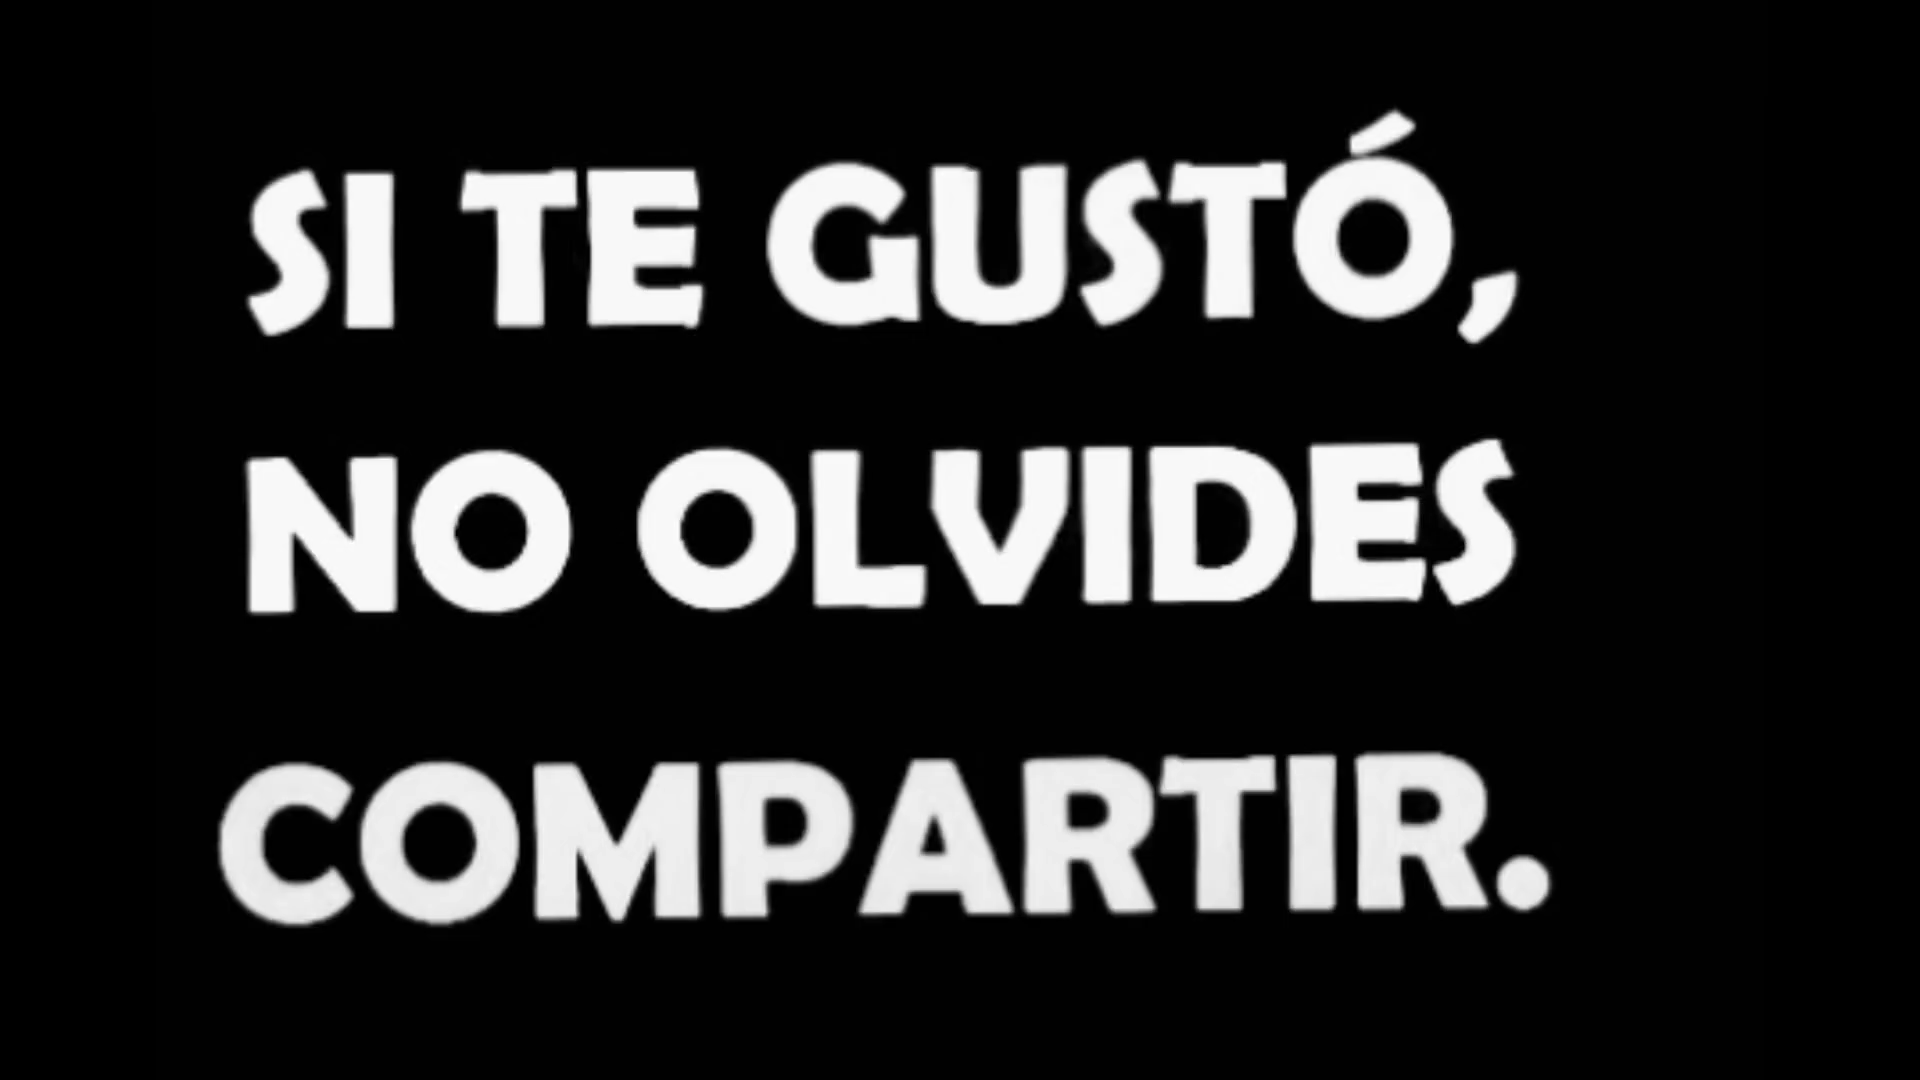 SI TE GUSTÓ,
NO OLVIDES
COMPARTIR.